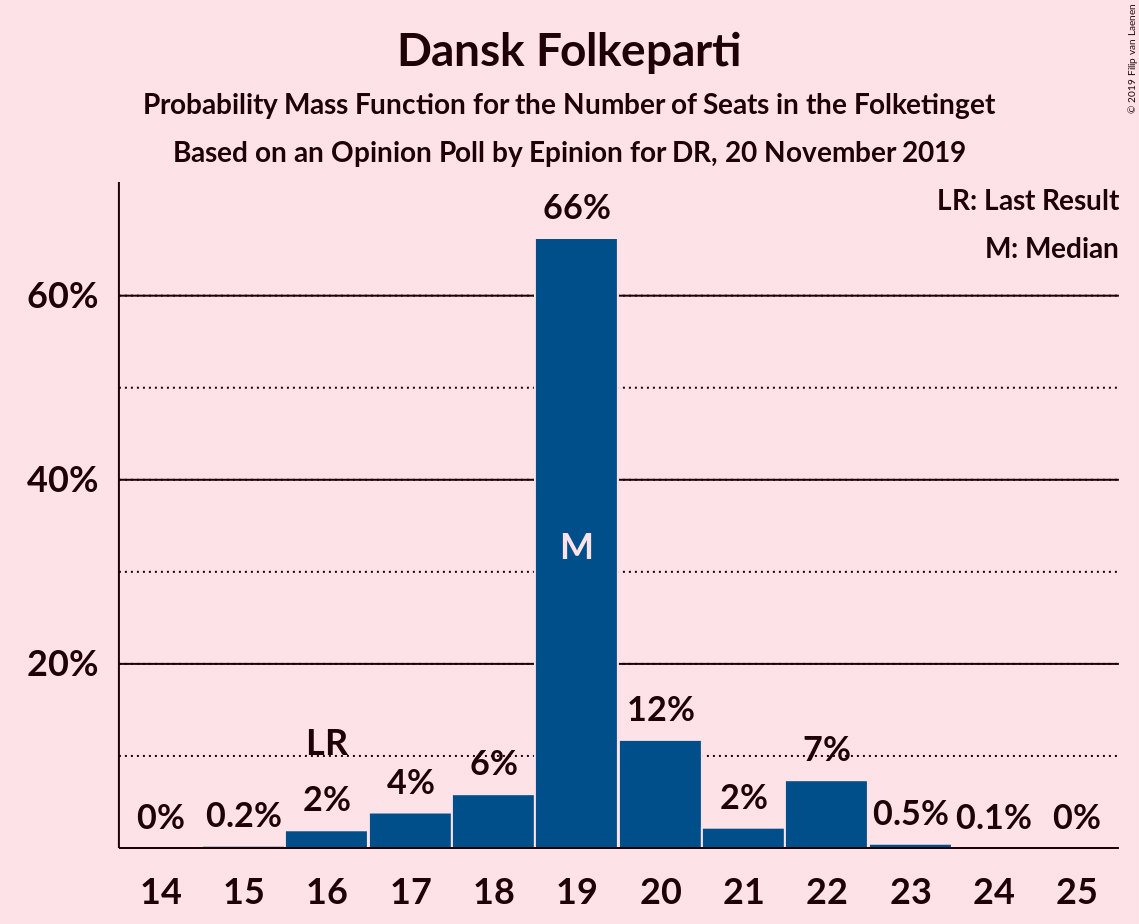 Dansk Folkeparti
Probability Mass Function for the Number of Seats in the Folketinget
Based on an Opinion Poll by Epinion for DR, 20 November 2019
© 2019 Filip van Laenen
LR: Last Result
M: Median
60%
40%
20%
0%
0.2%
LR
2%
4%
6%
66%
M
12%
2%
7%
0.5%
0.1%
0%
14 15 16 17 18 19 20 21 22 23 24 25